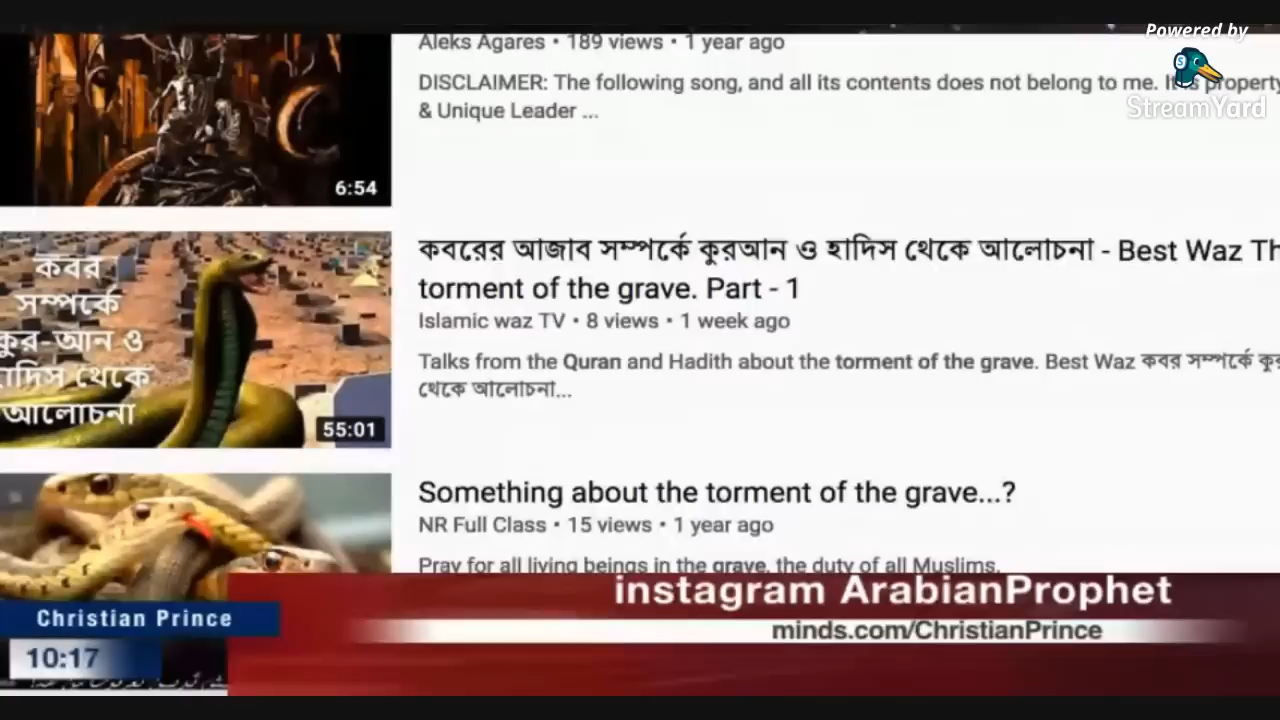 Powered by
StreamYard
Aleks Agares • 189 views • 1 year ago
DISCLAIMER: The following song, and all its contents does not belong to me. It is property
& Unique Leader ...
6:54
কবরের আজাব সম্পর্কে কুরআন ও হাদিস থেকে আলোচনা - Best Waz Th
torment of the grave. Part - 1
Islamic waz TV • 8 views • 1 week ago
Talks from the Quran and Hadith about the torment of the grave. Best Waz কবর সম্পর্কে
থেকে আলোচনা...
কবর
সম্পর্কে
কুর-আন ও
হাদিস থেকে
আলোচনা
55:01
Something about the torment of the grave...?
NR Full Class • 15 views • 1 year ago
Pray for all living beings in the grave, the duty of all Muslims.
instagram ArabianProphet
minds.com/ChristianPrince
Christian Prince
10:17